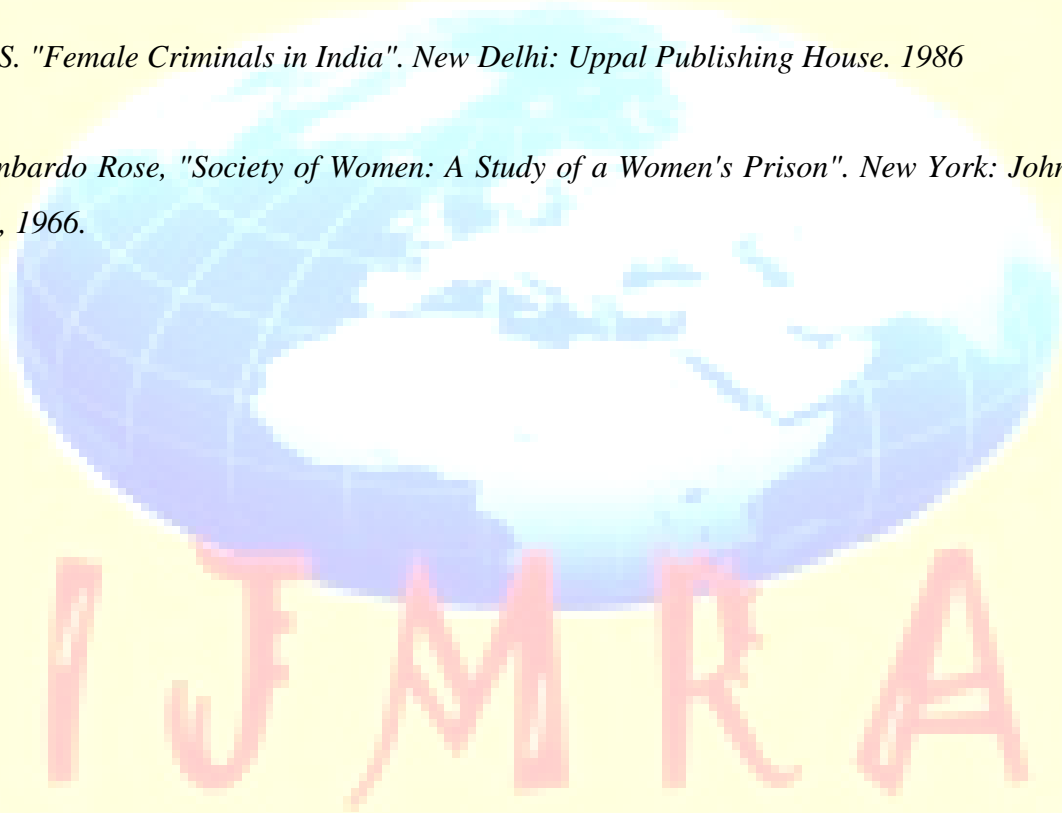 S. "Female Criminals in India". New Delhi: Uppal Publishing House. 1986
mbardo Rose, "Society of Women: A Study of a Women's Prison". New York: John
, 1966.
IJMRA